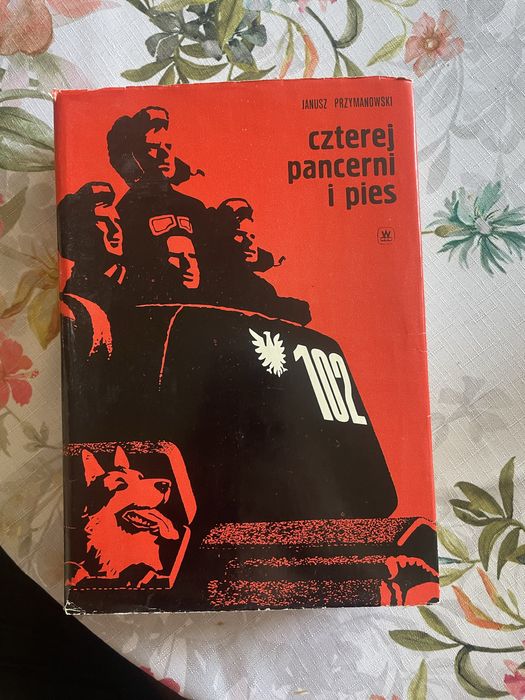 JANUSZ PRZYMANOWSKI
czterej
pancerni
i pies
W
102